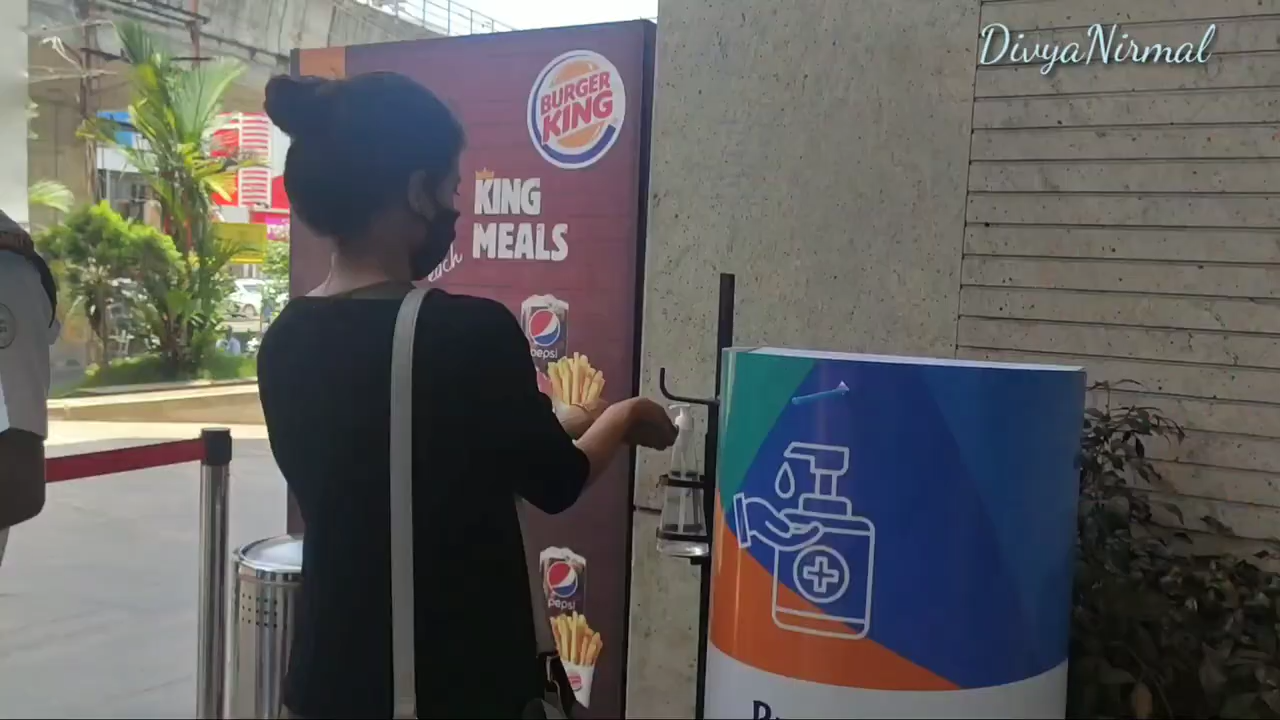 DivyaNirmal
BURGER
KING
KING
MEALS
pepsi
pepsi